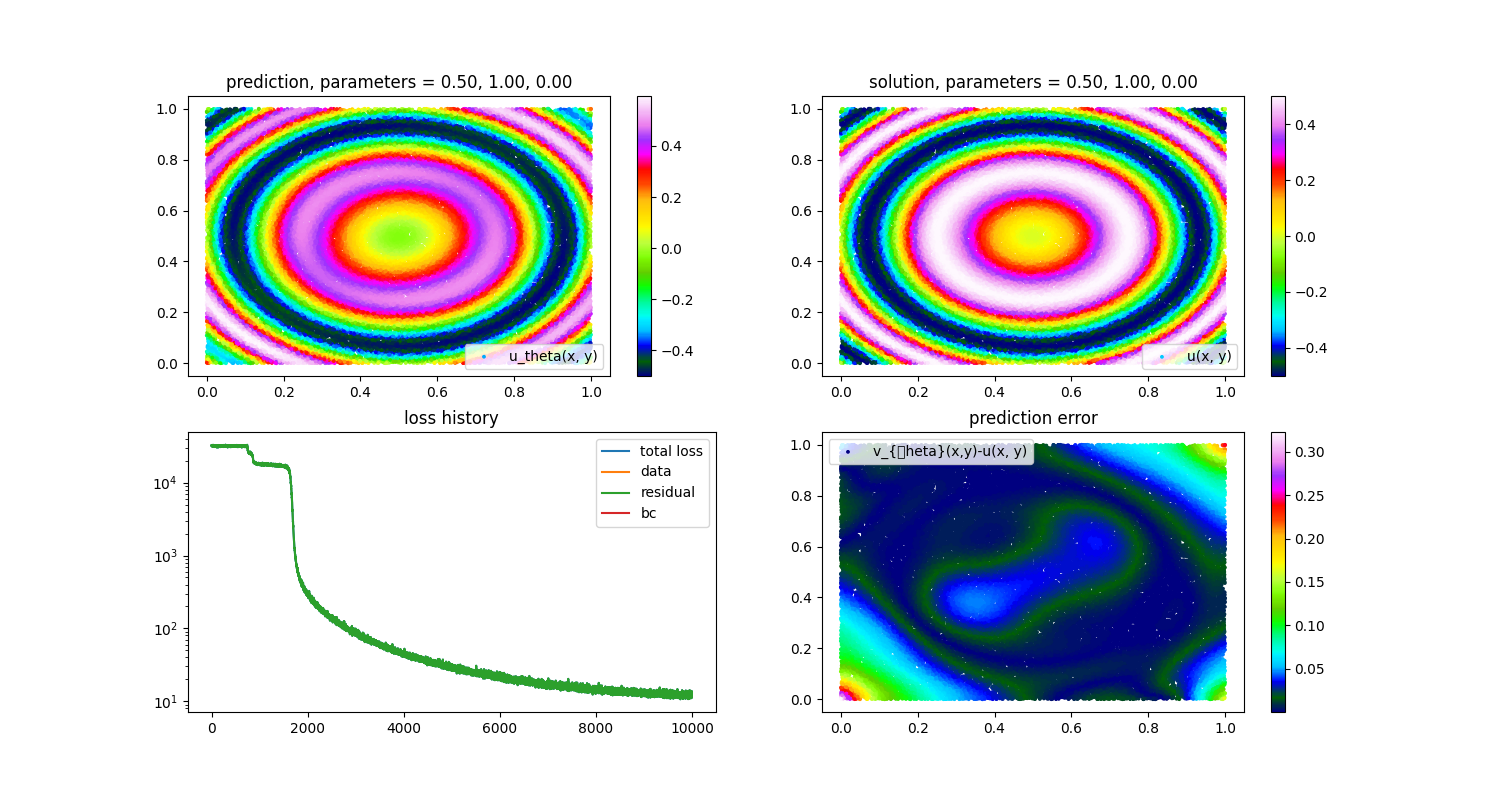 prediction, parameters = 0.50, 1.00, 0.00
1.0
0.8
0.6
0.4
0.2
0.0
0.0 0.2 0.4 0.6 0.8 1.0
u_theta(x, y)
0.4
0.2
0.0
−0.2
−0.4
solution, parameters = 0.50, 1.00, 0.00
1.0
0.8
0.6
0.4
0.2
0.0
0.0 0.2 0.4 0.6 0.8 1.0
u(x, y)
0.4
0.2
0.0
−0.2
−0.4
loss history
10⁴
10³
10²
10¹
0 2000 4000 6000 8000 10000
total loss
data
residual
bc
prediction error
1.0
0.8
0.6
0.4
0.2
0.0
0.0 0.2 0.4 0.6 0.8 1.0
v_{▯heta}(x,y)-u(x, y)
0.30
0.25
0.20
0.15
0.10
0.05